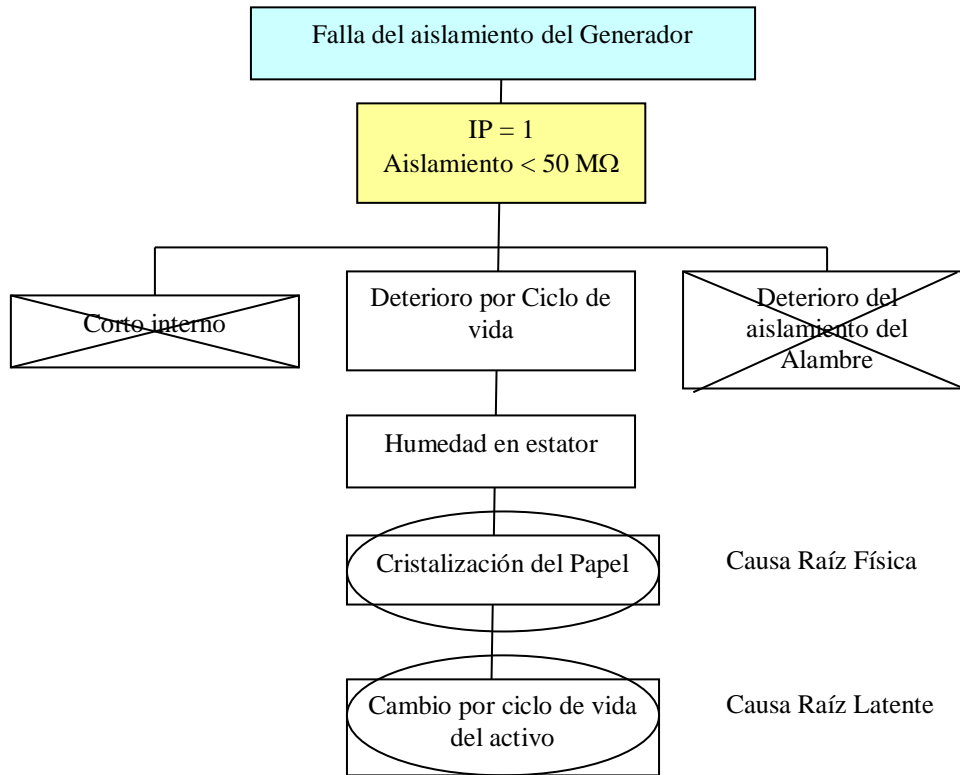 Falla del aislamiento del Generador
IP = 1
Aislamiento < 50 MΩ
Corto interno
Deterioro por Ciclo de
vida
Deterioro del
aislamiento del
Alambre
Humedad en estator
Cristalización del Papel
Causa Raíz Física
Cambio por ciclo de vida
del activo
Causa Raíz Latente